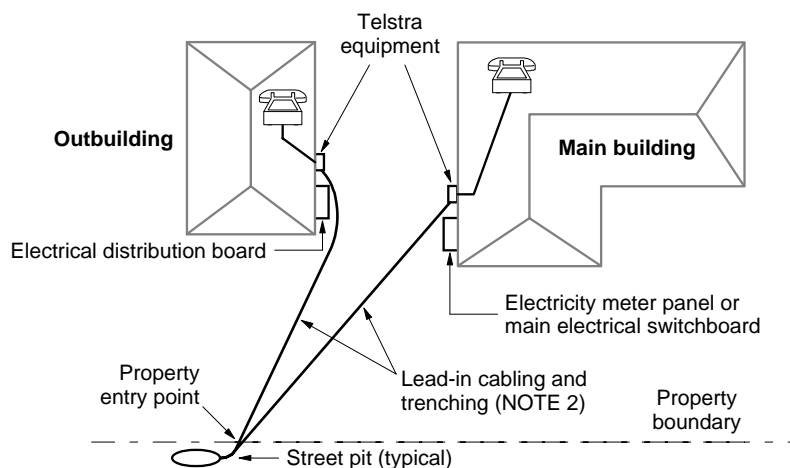 Telstra
equipment
Outbuilding
Main building
Electrical distribution board
Electricity meter panel or
main electrical switchboard
Property
entry point
Lead-in cabling and
trenching (NOTE 2)
Property
boundary
Street pit (typical)